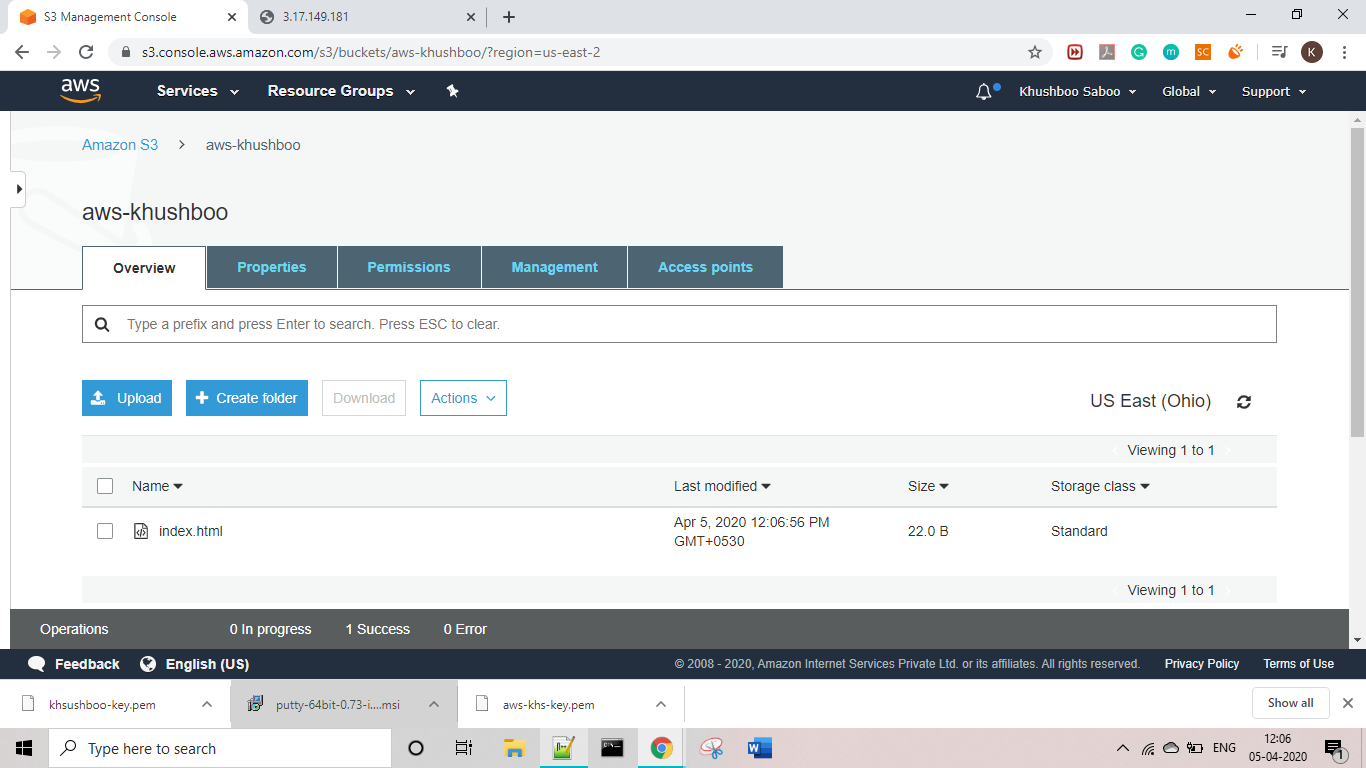 S3 Management Console
3.17.149.181
s3.console.aws.amazon.com/s3/buckets/aws-khushboo/?region=us-east-2
SC
m
K
aws
Services
Resource Groups
Khushboo Saboo
Global
Support
Amazon S3 > aws-khushboo
aws-khushboo
Overview
Properties
Permissions
Management
Access points
Type a prefix and press Enter to search. Press ESC to clear.
Upload
Create folder
Download
Actions
US East (Ohio)
Viewing 1 to 1
Name
Last modified
Size
Storage class
index.html
Apr 5, 2020 12:06:56 PM
GMT+0530
22.0 B
Standard
Viewing 1 to 1
Operations
0 In progress
1 Success
0 Error
Feedback
English (US)
© 2008 - 2020, Amazon Internet Services Private Ltd. or its affiliates. All rights reserved.
Privacy Policy
Terms of Use
khsushboo-key.pem
putty-64bit-0.73-i....msi
aws-khs-key.pem
Show all
Type here to search
ENG
12:06
05-04-2020
1